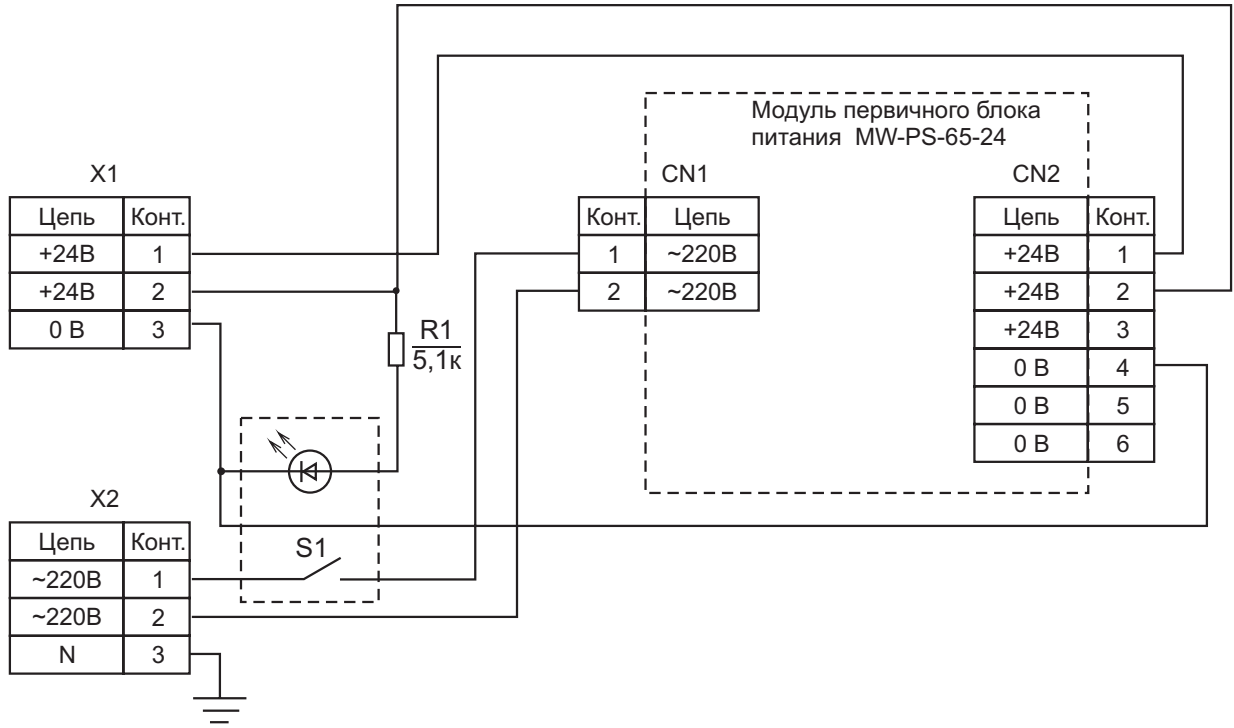 Модуль первичного блока
питания MW-PS-65-24
X1
Цепь Конт.
+24В 1
+24В 2
0 В 3
CN1
Конт. Цепь
1 ~220В
2 ~220В
CN2
Цепь Конт.
+24В 1
+24В 2
+24В 3
0 В 4
0 В 5
0 В 6
R1
5,1к
X2
Цепь Конт.
~220В 1
~220В 2
N 3
S1